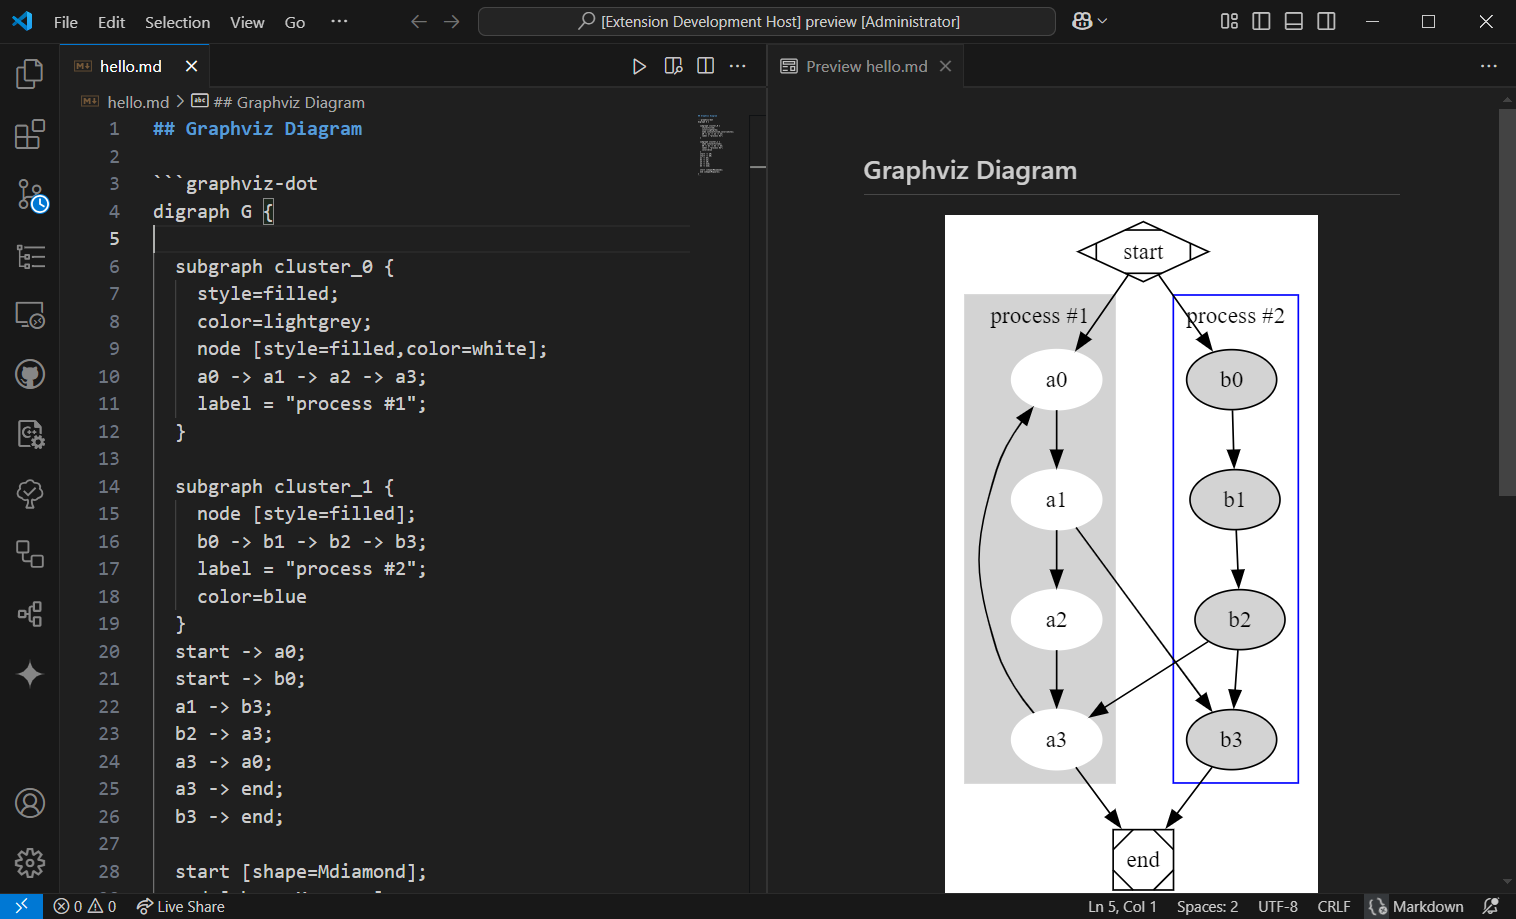 File Edit Selection View Go ··· [Extension Development Host] preview [Administrator]
hello.md
Preview hello.md
hello.md > ## Graphviz Diagram
1 ## Graphviz Diagram
2
3 ```graphviz-dot
4 digraph G {
5
6 subgraph cluster_0 {
7 style=filled;
8 color=lightgrey;
9 node [style=filled,color=white];
10 a0 -> a1 -> a2 -> a3;
11 label = "process #1";
12 }
13
14 subgraph cluster_1 {
15 node [style=filled];
16 b0 -> b1 -> b2 -> b3;
17 label = "process #2";
18 color=blue
19 }
20 start -> a0;
21 start -> b0;
22 a1 -> b3;
23 b2 -> a3;
24 a3 -> a0;
25 a3 -> end;
26 b3 -> end;
27
28 start [shape=Mdiamond];
Graphviz Diagram
start
process #1 process #2
a0 b0
a1 b1
a2 b2
a3 b3
end
0 0 Live Share Ln 5, Col 1 Spaces: 2 UTF-8 CRLF Markdown